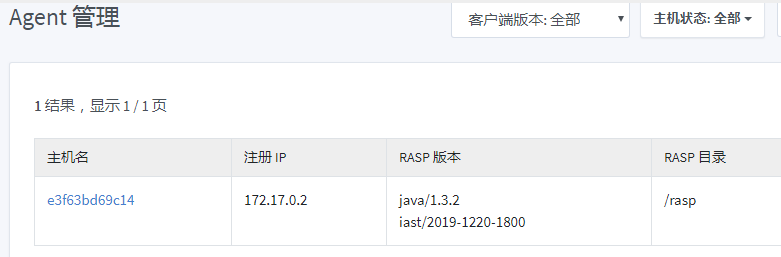 Agent 管理
客户端版本: 全部
主机状态: 全部
1 结果，显示 1 / 1 页
主机名 注册 IP RASP 版本 RASP 目录
e3f63bd69c14 172.17.0.2 java/1.3.2 /rasp
iast/2019-1220-1800